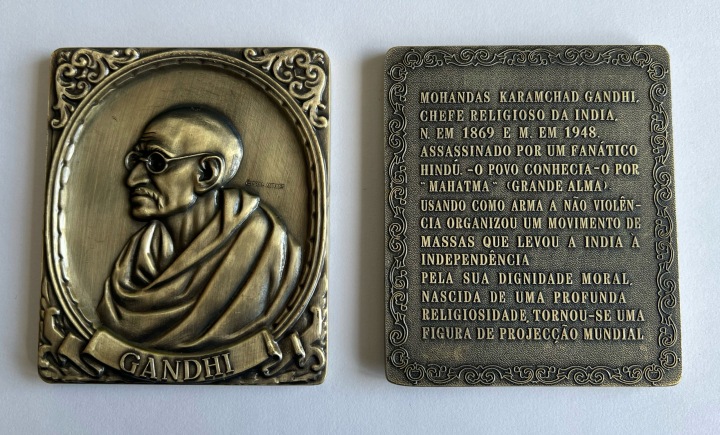 GANDHI
MOHANDAS KARAMCHAD GANDHI,
CHEFE RELIGIOSO DA INDIA,
N. EM 1869 E M. EM 1948.
ASSASSINADO POR UM FANÁTICO
HINDÚ. -O POVO CONHECIA-O POR
"MAHATMA" (GRANDE ALMA).
USANDO COMO ARMA A NÃO VIOLÊN-
CIA ORGANIZOU UM MOVIMENTO DE
MASSAS QUE LEVOU A INDIA A
INDEPENDÊNCIA
PELA SUA DIGNIDADE MORAL,
NASCIDA DE UMA PROFUNDA
RELIGIOSIDADE, TORNOU-SE UMA
FIGURA DE PROJECÇÃO MUNDIAL